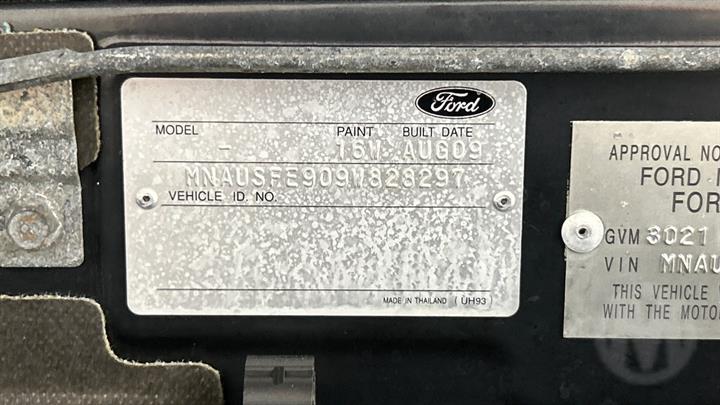 Ford
MODEL PAINT BUILT DATE
- 16W AUG09
MNAUSFE909W828297
VEHICLE ID. NO.
MADE IN THAILAND (UH93)
APPROVAL NO
FORD
FOR
GVM 3021
VIN MNAU
THIS VEHICLE
WITH THE MOTOR